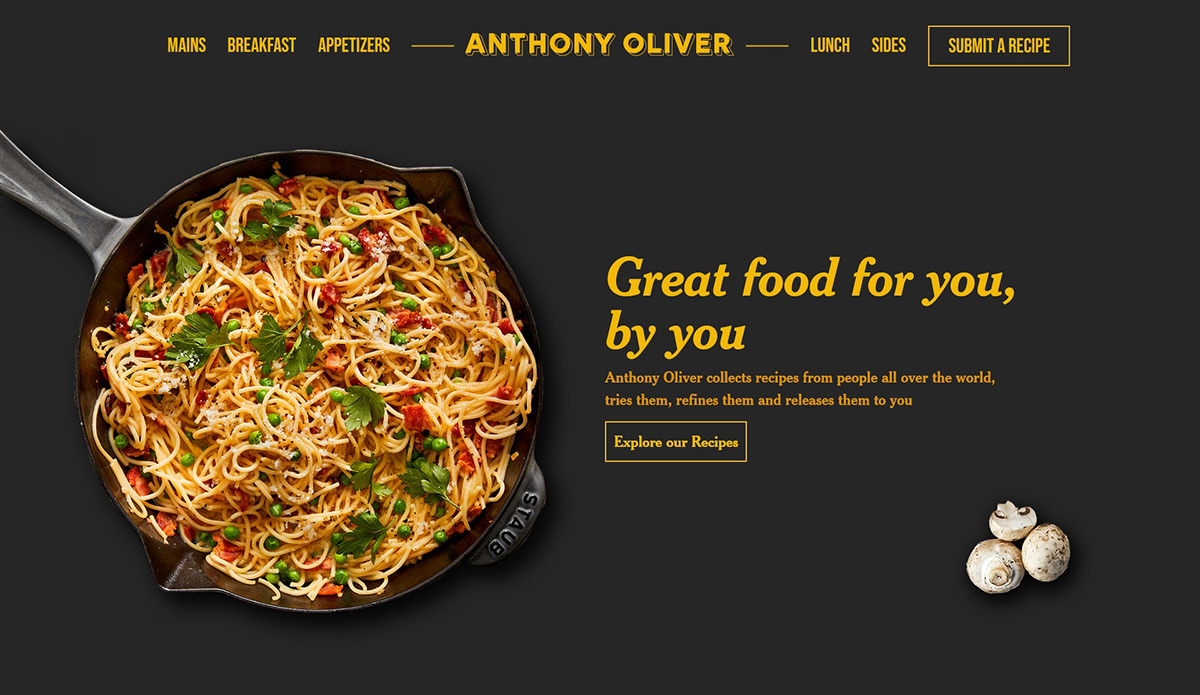 MAINS BREAKFAST APPETIZERS ANTHONY OLIVER LUNCH SIDES SUBMIT A RECIPE
Great food for you,
by you
Anthony Oliver collects recipes from people all over the world,
tries them, refines them and releases them to you
Explore our Recipes
STAUB